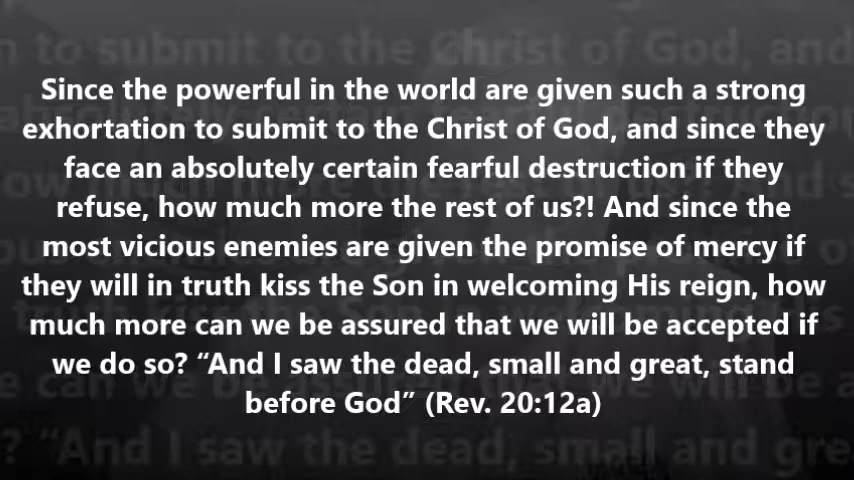 Since the powerful in the world are given such a strong
exhortation to submit to the Christ of God, and since they
face an absolutely certain fearful destruction if they
refuse, how much more the rest of us?! And since the
most vicious enemies are given the promise of mercy if
they will in truth kiss the Son in welcoming His reign, how
much more can we be assured that we will be accepted if
we do so? “And I saw the dead, small and great, stand
before God” (Rev. 20:12a)